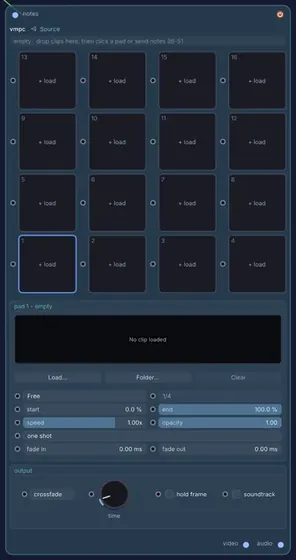 notes
vmpc Source
empty · drop clips here, then click a pad or send notes
13 14 15 16
+ load + load + load + load
9 10 11 12
+ load + load + load + load
5 6 7 8
+ load + load + load + load
1 2 3 4
+ load + load + load + load
pad 1 - empty
No clip loaded
Load... Folder... Clear
Free 1/4
start 0.0 % end 100.0 %
speed 1.00x opacity 1.00
one shot
fade in 0.00 ms fade out 0.00 ms
output
crossfade hold frame soundtrack
time
video audio